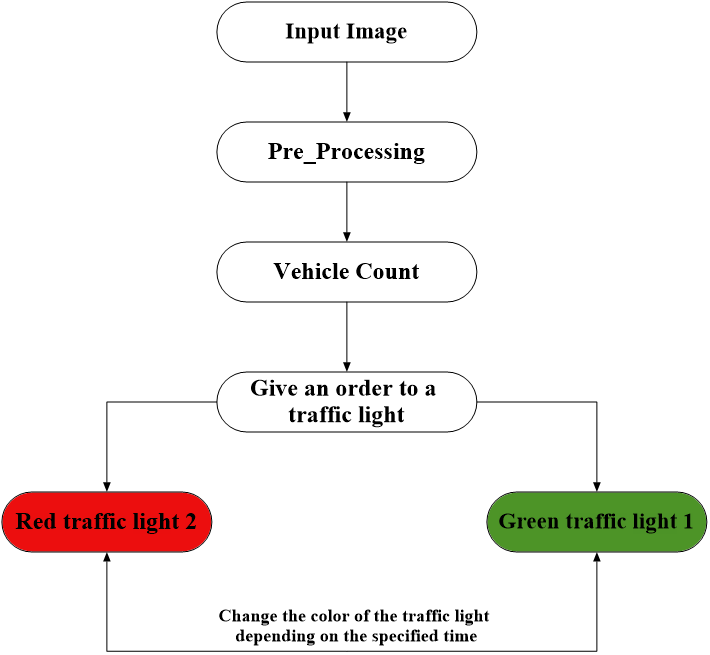 Input Image
Pre_Processing
Vehicle Count
Give an order to a
traffic light
Red traffic light 2
Green traffic light 1
Change the color of the traffic light
depending on the specified time